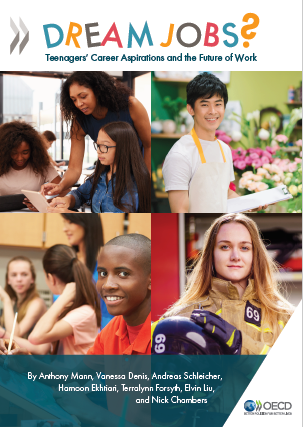 DREAM JOBS?
Teenagers' Career Aspirations and the Future of Work
69
69
By Anthony Mann, Vanessa Denis, Andreas Schleicher,
Hamoon Ekhtiari, Terralynn Forsyth, Elvin Liu,
and Nick Chambers
OECD